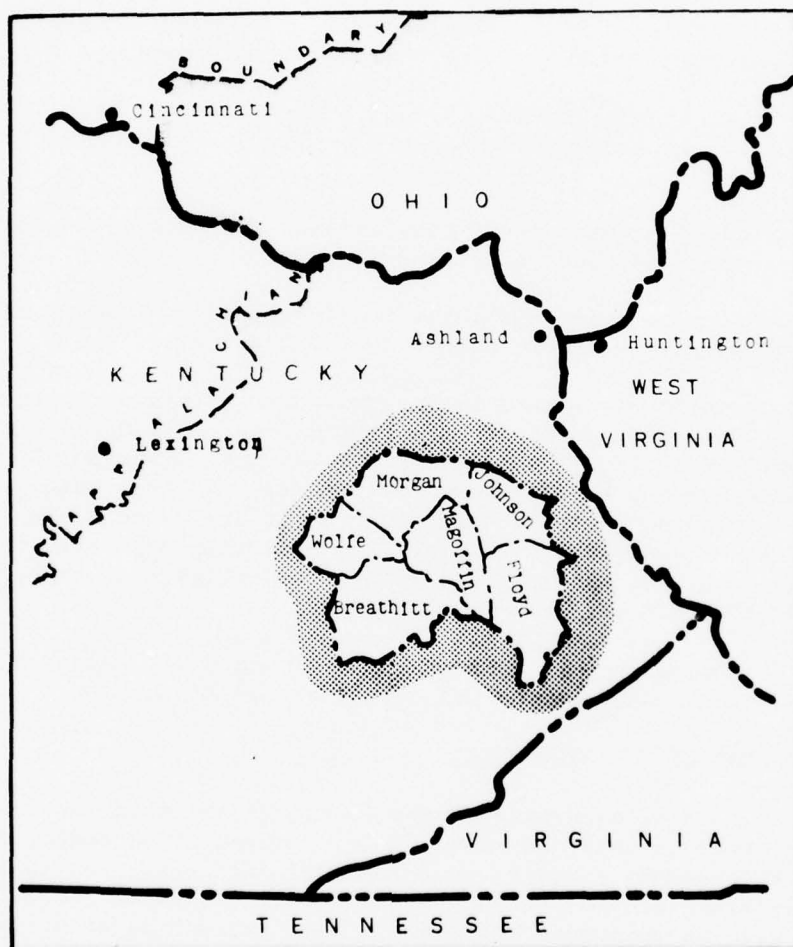 BOUNDARY
Cincinnati
OHIO
APPALACHIAN
Ashland
Huntington
KENTUCKY
WEST
VIRGINIA
Lexington
Morgan
Johnson
Wolfe
Magoffin
Floyd
Breathitt
VIRGINIA
TENNESSEE